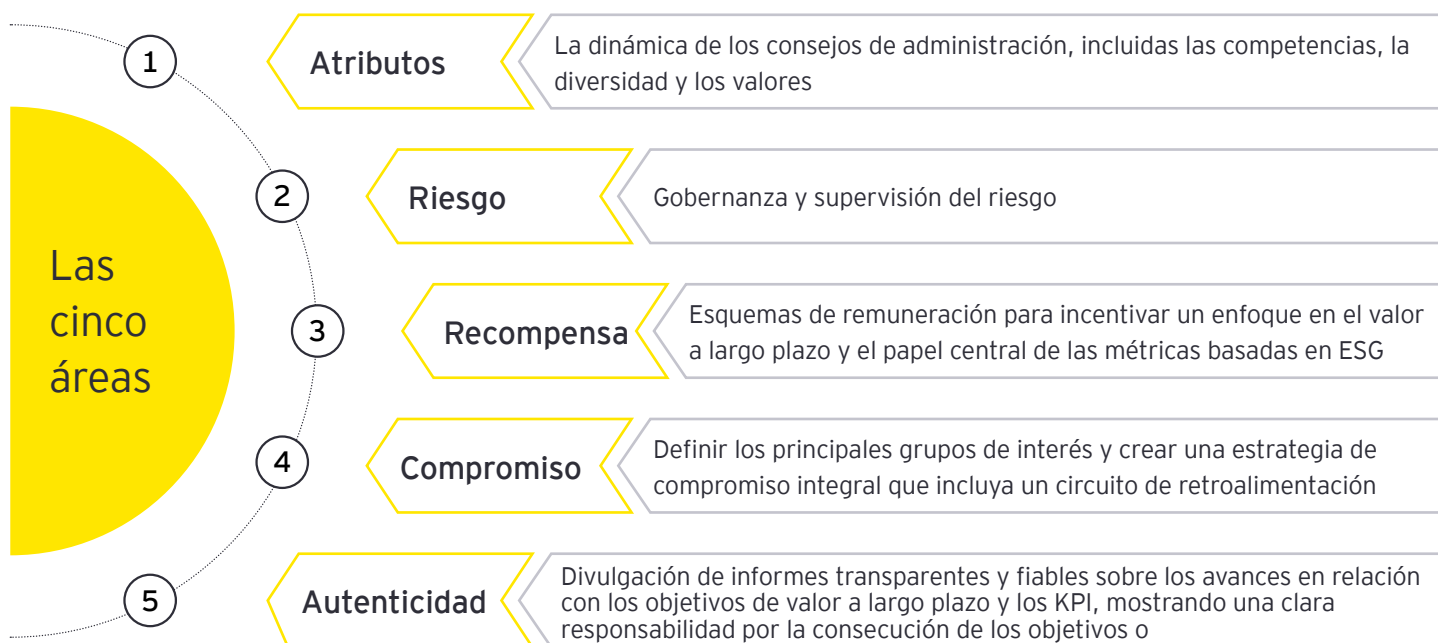 Las
cinco
áreas
1
Atributos
La dinámica de los consejos de administración, incluidas las competencias, la
diversidad y los valores
2
Riesgo
Gobernanza y supervisión del riesgo
3
Recompensa
Esquemas de remuneración para incentivar un enfoque en el valor
a largo plazo y el papel central de las métricas basadas en ESG
4
Compromiso
Definir los principales grupos de interés y crear una estrategia de
compromiso integral que incluya un circuito de retroalimentación
5
Autenticidad
Divulgación de informes transparentes y fiables sobre los avances en relación
con los objetivos de valor a largo plazo y los KPI, mostrando una clara
responsabilidad por la consecución de los objetivos o